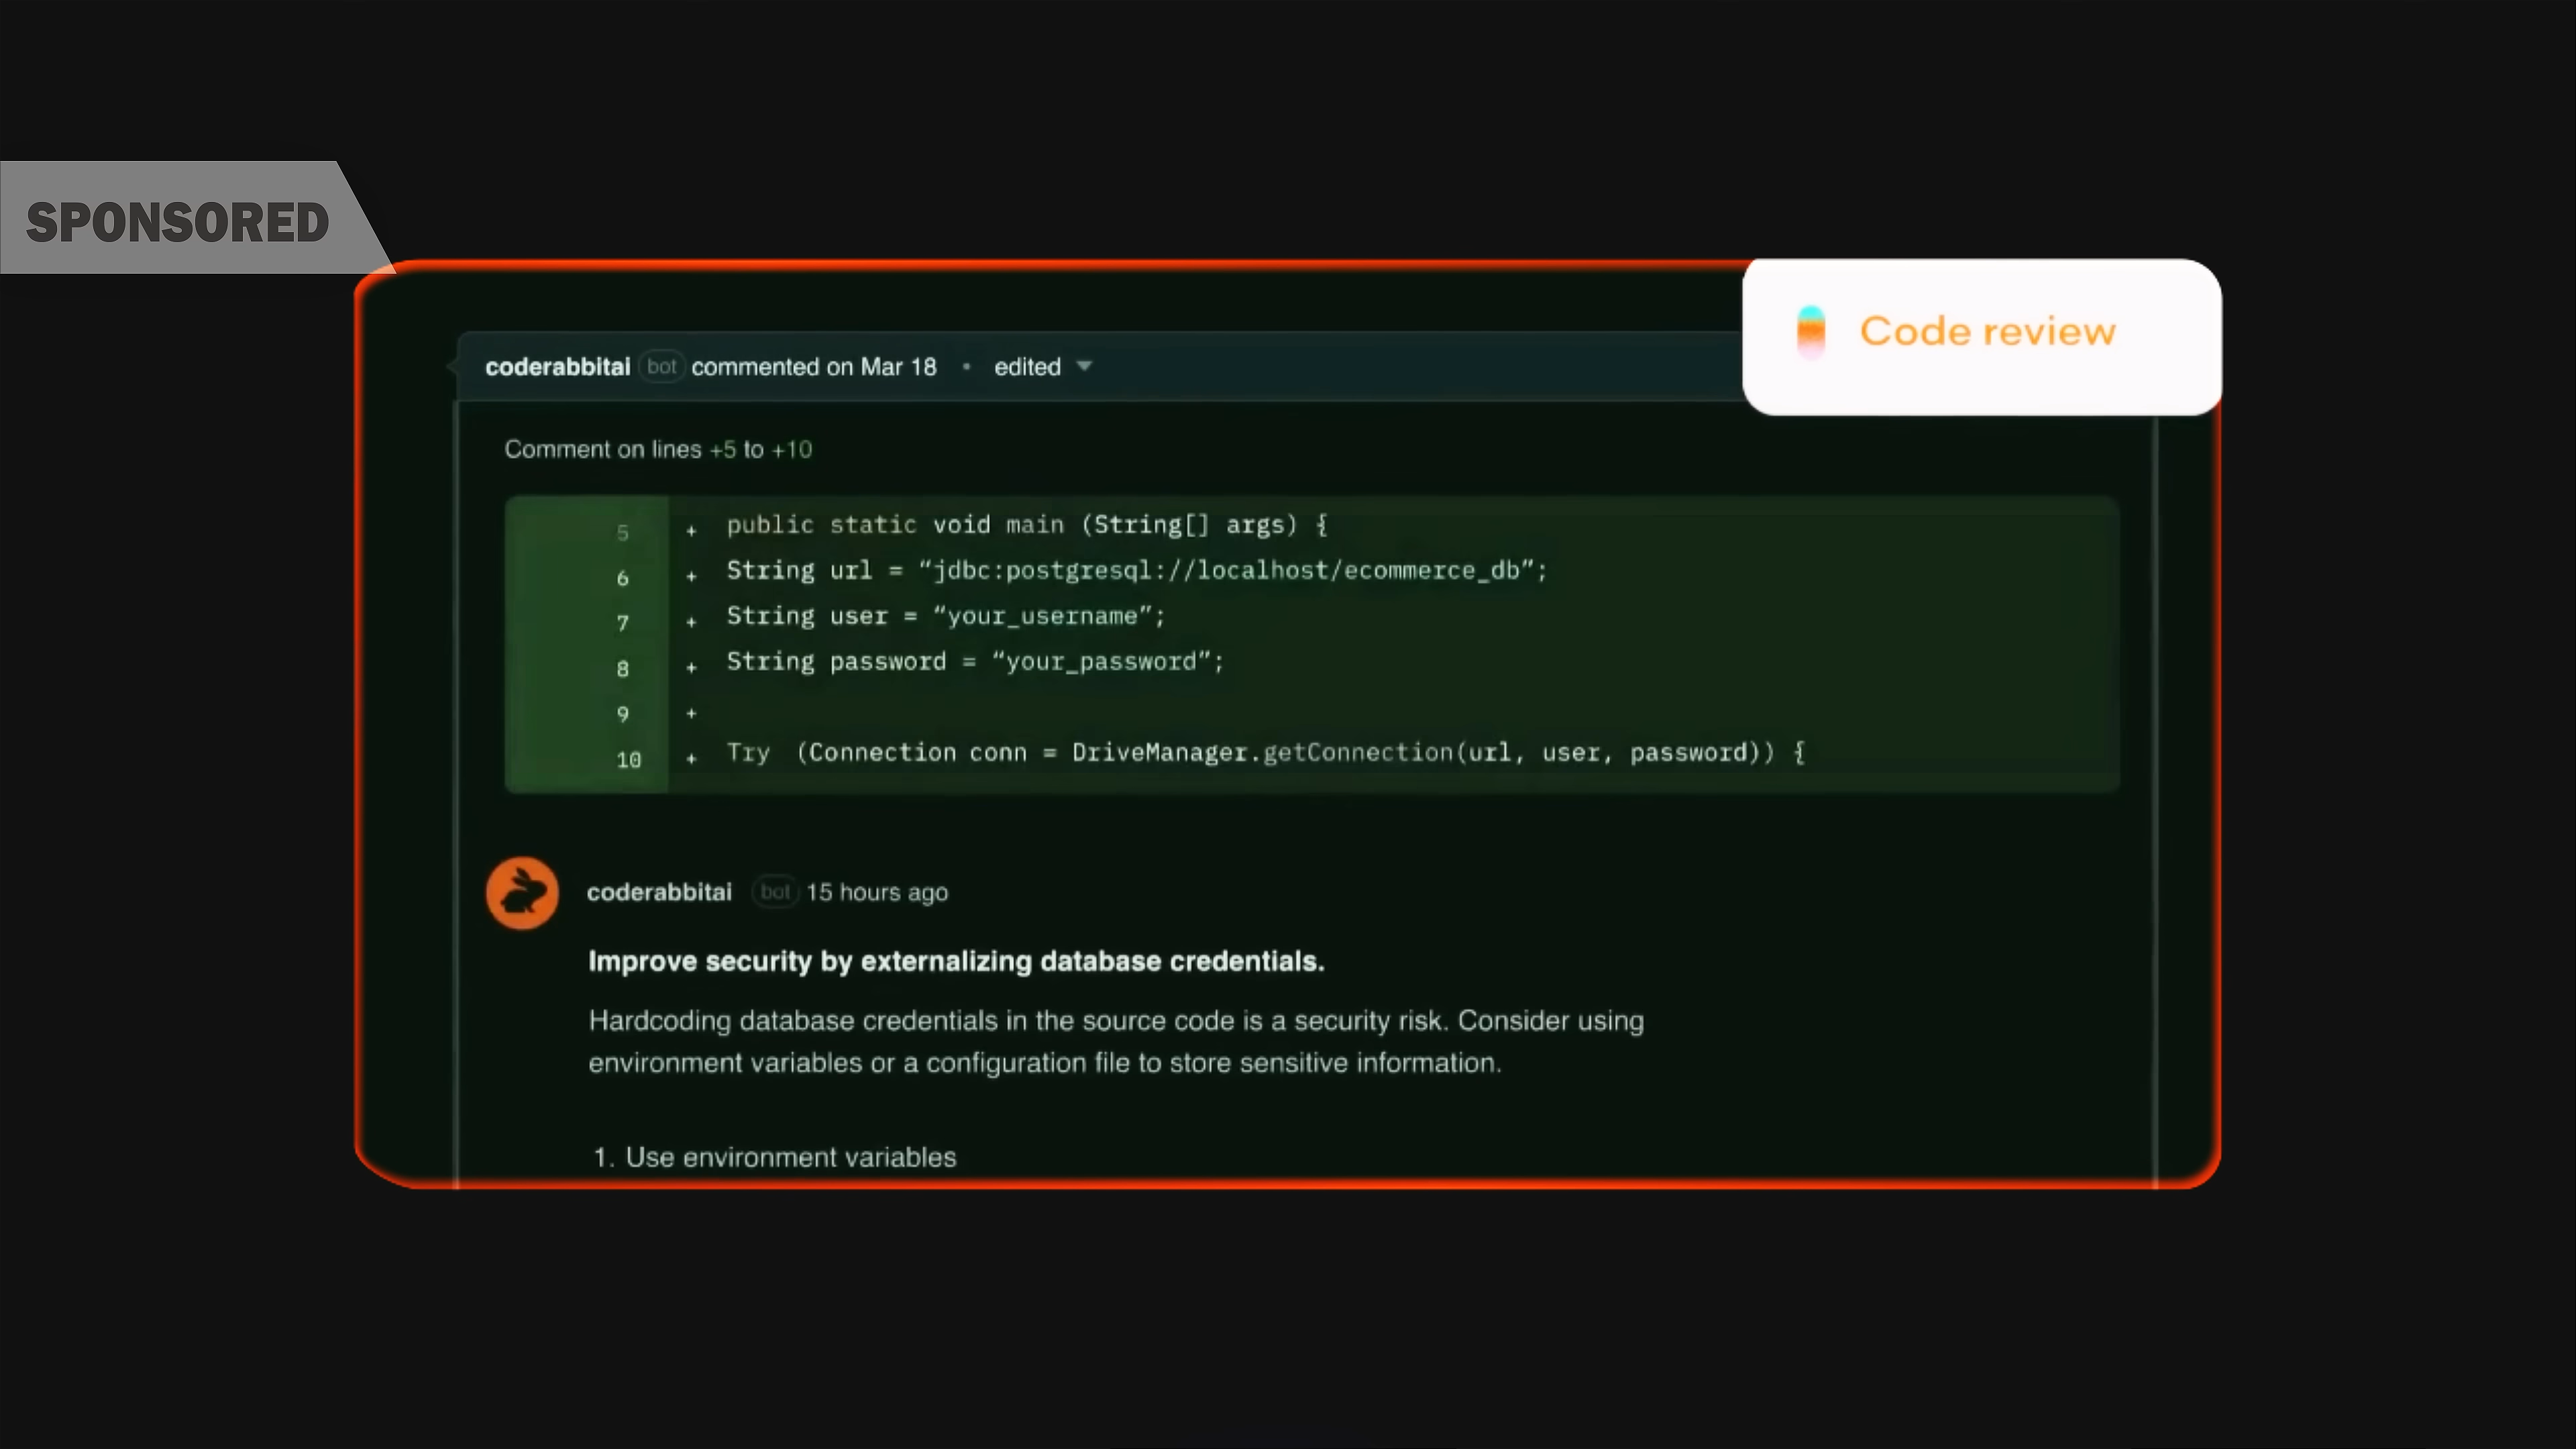 SPONSORED
Code review
coderabbitai bot commented on Mar 18 • edited
Comment on lines +5 to +10
5 + public static void main (String[] args) {
6 + String url = “jdbc:postgresql://localhost/ecommerce_db”;
7 + String user = “your_username”;
8 + String password = “your_password”;
9 +
10 + Try (Connection conn = DriveManager.getConnection(url, user, password)) {
coderabbitai bot 15 hours ago
Improve security by externalizing database credentials.
Hardcoding database credentials in the source code is a security risk. Consider using
environment variables or a configuration file to store sensitive information.
1. Use environment variables